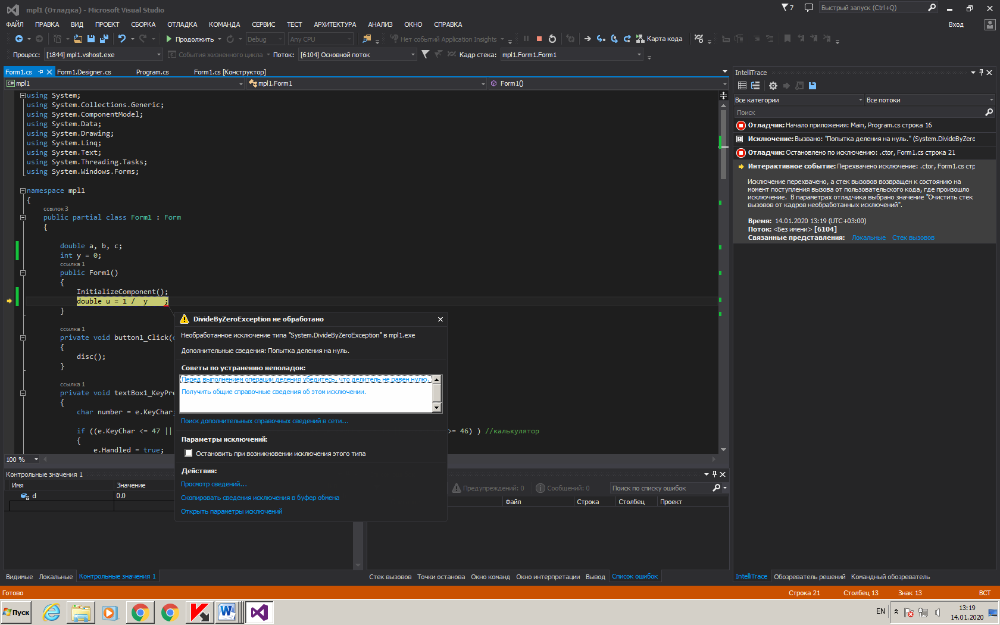 mpl1 (Отладка) - Microsoft Visual Studio
7
Быстрый запуск (Ctrl+Q)
ФАЙЛ ПРАВКА ВИД ПРОЕКТ СБОРКА ОТЛАДКА КОМАНДА СЕРВИС ТЕСТ АРХИТЕКТУРА АНАЛИЗ ОКНО СПРАВКА
Вход
Продолжить Debug Any CPU Нет событий Application Insights Карта кода
Процесс: [1844] mpl1.vshost.exe События жизненного цикла Поток: [6104] Основной поток Кадр стека: mpl1.Form1.Form1
Form1.cs Form1.Designer.cs Program.cs Form1.cs [Конструктор]
mpl1 mpl1.Form1 Form1()
using System;
using System.Collections.Generic;
using System.ComponentModel;
using System.Data;
using System.Drawing;
using System.Linq;
using System.Text;
using System.Threading.Tasks;
using System.Windows.Forms;
namespace mpl1
{
ссылок 3
public partial class Form1 : Form
{
double a, b, c;
int y = 0;
ссылка 1
public Form1()
{
InitializeComponent();
double u = 1 /  y    ;
}
ссылка 1
private void button1_Click(
{
disc();
}
ссылка 1
private void textBox1_KeyPre
{
char number = e.KeyChar;
if ((e.KeyChar <= 47 || >= 46) ) //калькулятор
{
e.Handled = true;
100 %
DivideByZeroException не обработано
Необработанное исключение типа "System.DivideByZeroException" в mpl1.exe
Дополнительные сведения: Попытка деления на нуль.
Советы по устранению неполадок:
Перед выполнением операции деления убедитесь, что делитель не равен нулю.
Получить общие справочные сведения об этом исключении.
Поиск дополнительных справочных сведений в сети...
Параметры исключений:
Остановить при возникновении исключения этого типа
Действия:
Просмотр сведений...
Скопировать сведения исключения в буфер обмена
Открыть параметры исключений
Контрольные значения 1
Имя Значение
d 0.0
Видимые Локальные Контрольные значения 1
Предупреждений: 0 Сообщений: 0 Поиск по списку ошибок
Файл Строка Столбец Проект
Стек вызовов Точки останова Окно команд Окно интерпретации Вывод Список ошибок
IntelliTrace
Все категории Все потоки
Поиск
Отладчик: Начало приложения: Main, Program.cs строка 16
Исключение: Вызвано: "Попытка деления на нуль." (System.DivideByZero
Отладчик: Остановлено по исключению: .ctor, Form1.cs строка 21
Интерактивное событие: Перехвачено исключение: .ctor, Form1.cs стр
Исключение перехвачено, а стек вызовов возвращен к состоянию на
момент поступления вызова от пользовательского кода, где произошло
исключение.  В параметрах отладчика выбрано значение "Очистить стек
вызовов от кадров необработанных исключений".
Время: 14.01.2020 13:19 (UTC+03:00)
Поток: <Без имени> [6104]
Связанные представления: Локальные Стек вызовов
IntelliTrace Обозреватель решений Командный обозреватель
Готово Строка 21 Столбец 13 Знак 13 ВСТ
Пуск EN 13:19
14.01.2020